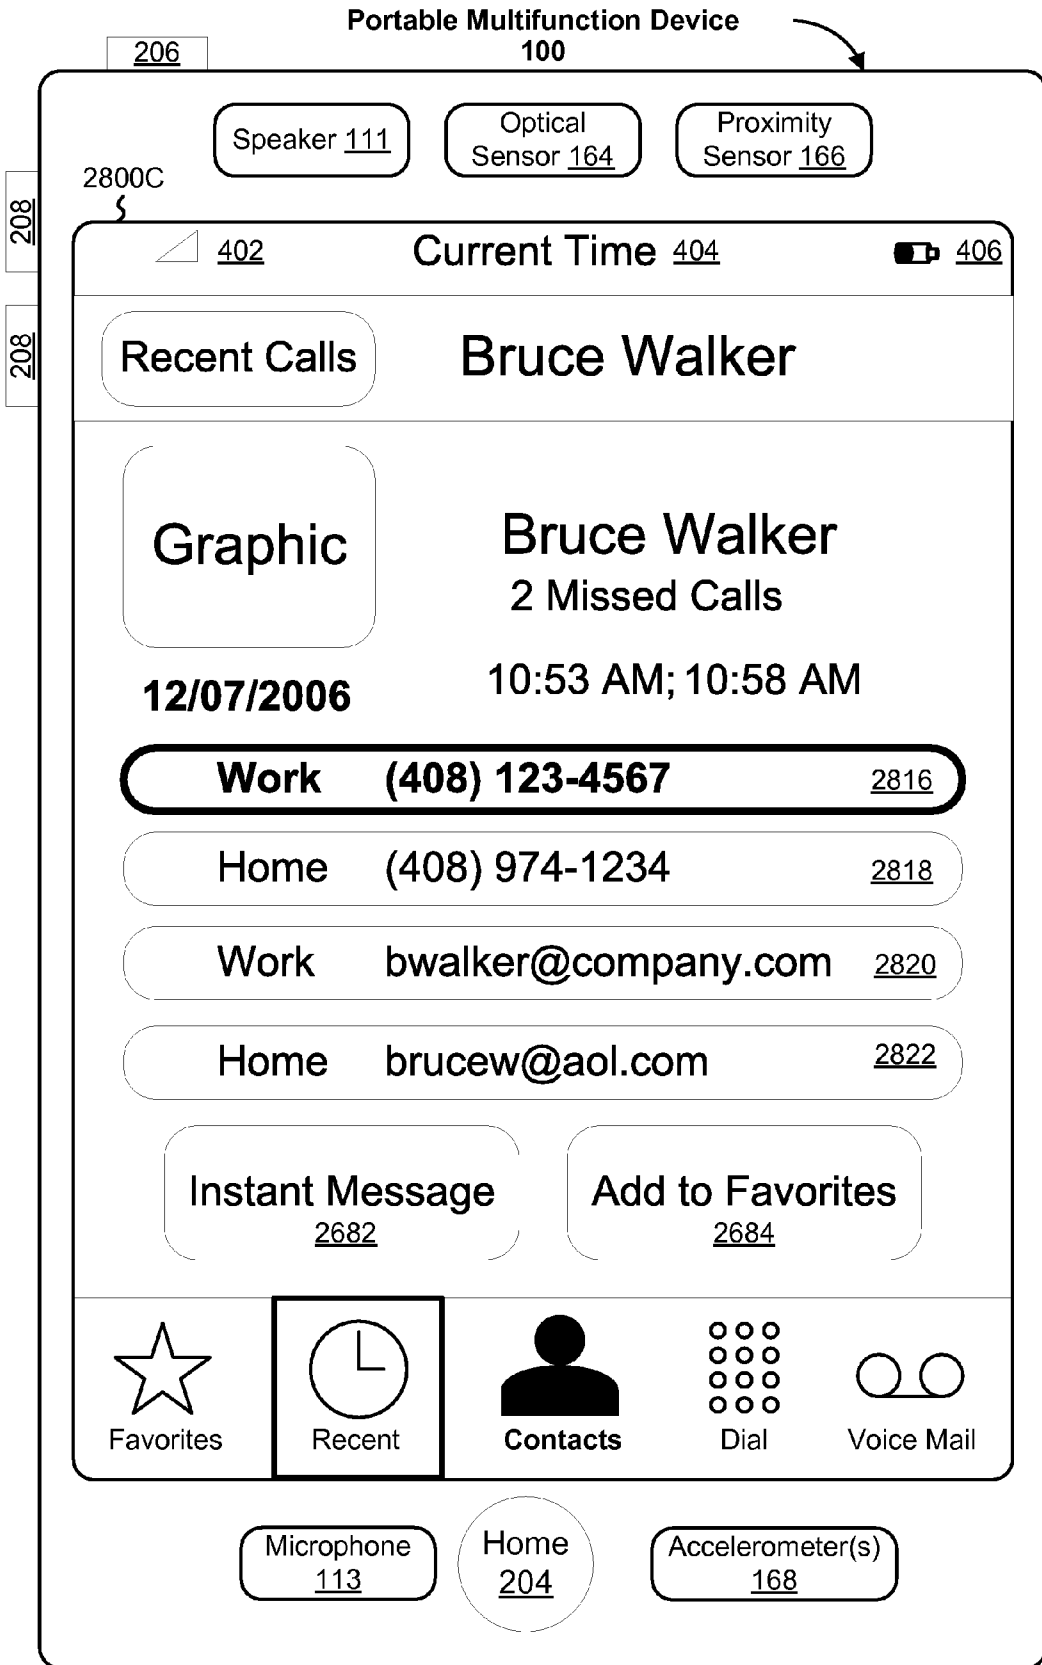 Portable Multifunction Device
100
206
Speaker 111
Optical
Sensor 164
Proximity
Sensor 166
2800C
208
208
402
Current Time 404
406
Recent Calls
Bruce Walker
Graphic
Bruce Walker
2 Missed Calls
12/07/2006
10:53 AM; 10:58 AM
Work (408) 123-4567 2816
Home (408) 974-1234 2818
Work bwalker@company.com 2820
Home brucew@aol.com 2822
Instant Message
2682
Add to Favorites
2684
Favorites
Recent
Contacts
Dial
Voice Mail
Microphone
113
Home
204
Accelerometer(s)
168